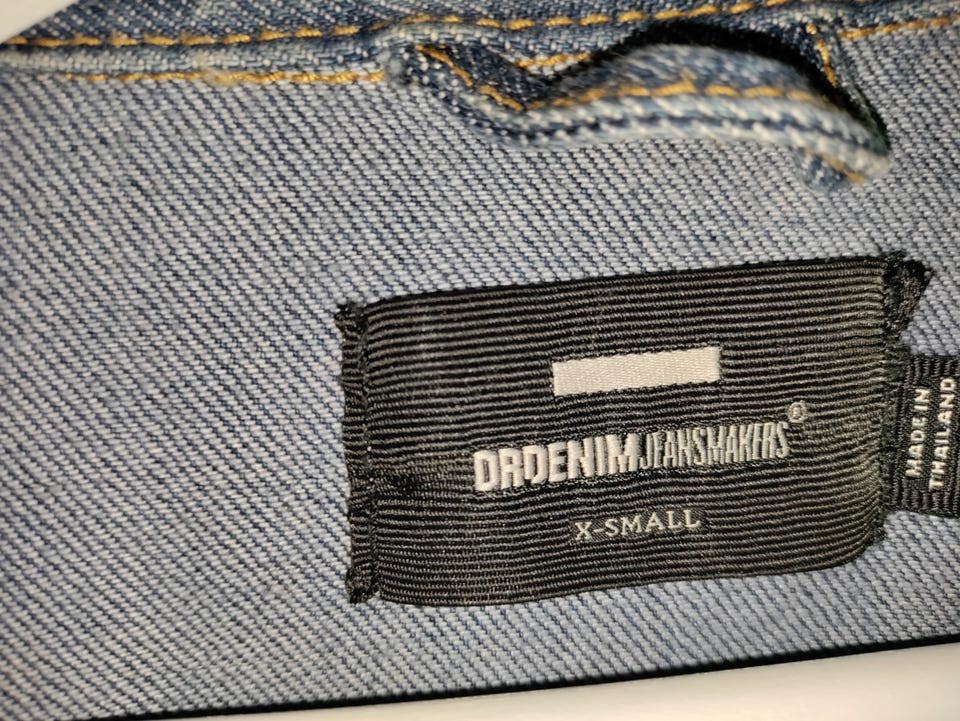 DRDENIMJEANSMAKERS®
X-SMALL
MADE IN
THAILAND